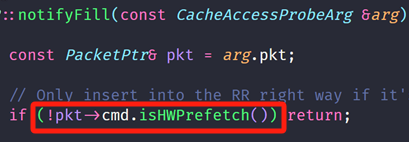 ::notifyFill(const CacheAccessProbeArg &arg)
const PacketPtr& pkt = arg.pkt;
// Only insert into the RR right way if it'
if (!pkt->cmd.isHWPrefetch()) return;